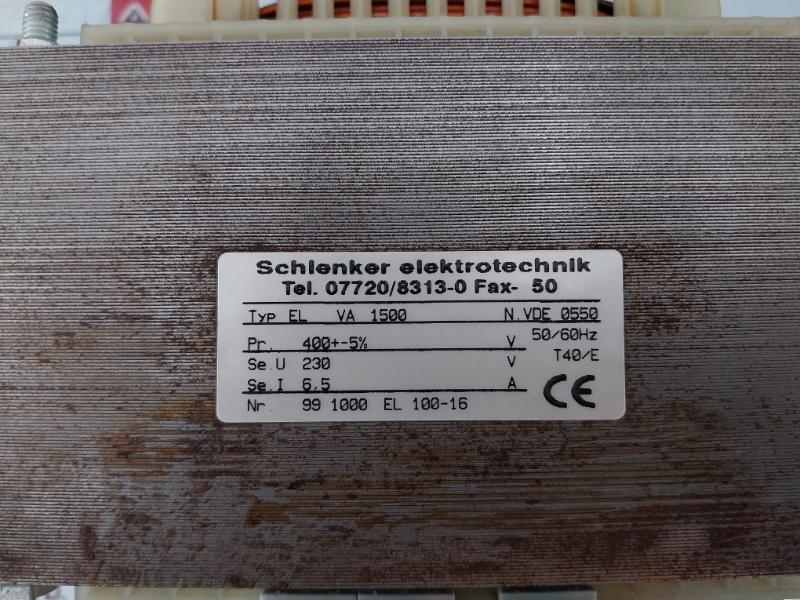 Schlenker elektrotechnik
Tel. 07720/8313-0 Fax- 50
Typ EL VA 1500 N.VDE 0550
Pr. 400+-5% V 50/60Hz
Se.U 230 V T40/E
Se.I 6,5 A CE
Nr 99 1000 EL 100-16